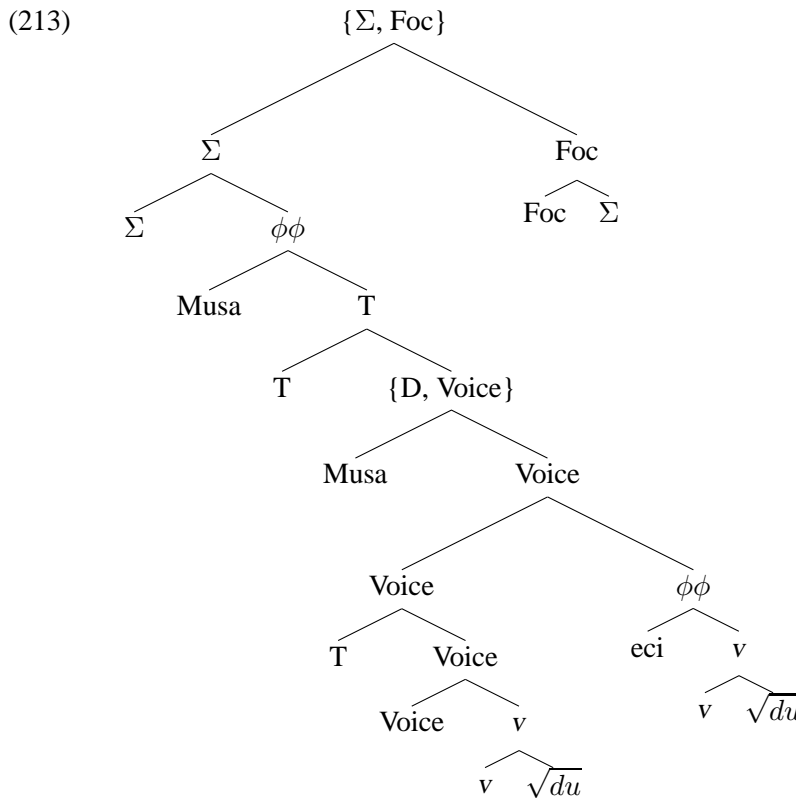 (213) {Σ, Foc}
Σ Foc
Σ ϕϕ Foc Σ
Musa T
T {D, Voice}
Musa Voice
Voice ϕϕ
T Voice eci v
Voice v v √du
v √du